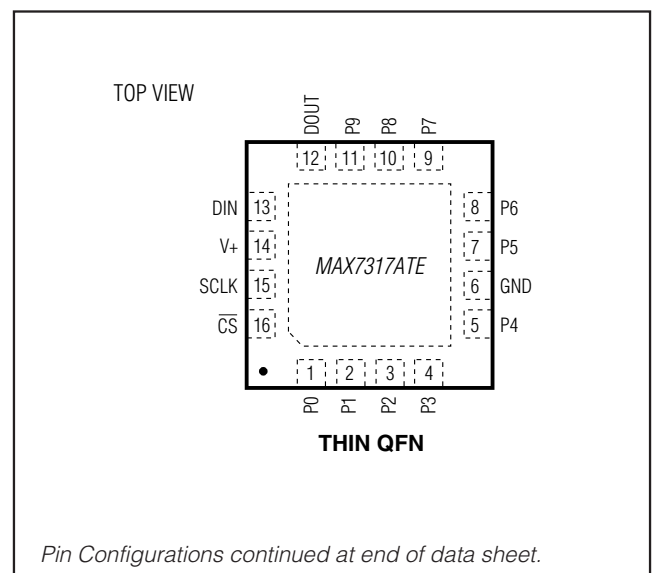 TOP VIEW
DOUT P9 P8 P7
12 11 10 9
DIN 13
V+ 14
SCLK 15
C̅S̅ 16
MAX7317ATE
8 P6
7 P5
6 GND
5 P4
1 2 3 4
P0 P1 P2 P3
THIN QFN
Pin Configurations continued at end of data sheet.